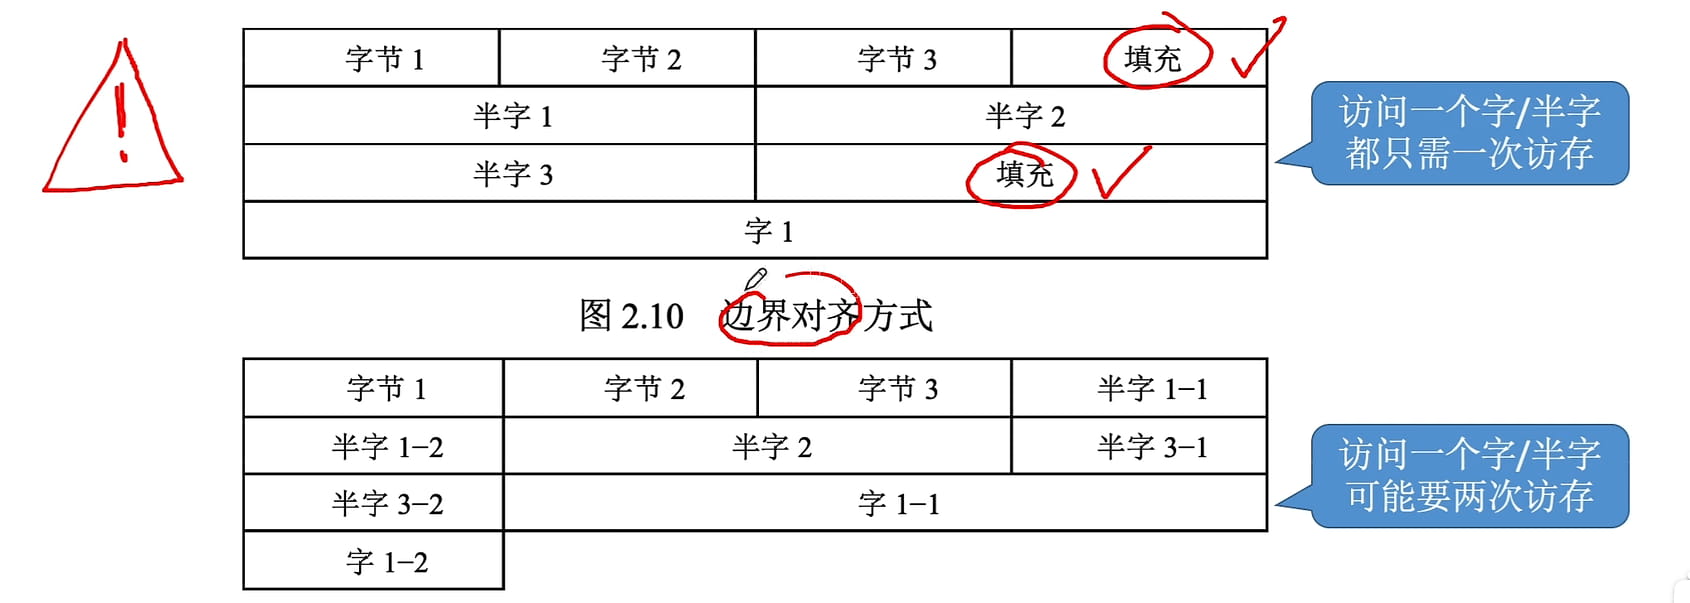 字节 1 字节 2 字节 3 填充
半字 1 半字 2
半字 3 填充
字 1
访问一个字/半字
都只需一次访存
图 2.10 边界对齐方式
字节 1 字节 2 字节 3 半字 1−1
半字 1−2 半字 2 半字 3−1
半字 3−2 字 1−1
字 1−2
访问一个字/半字
可能要两次访存